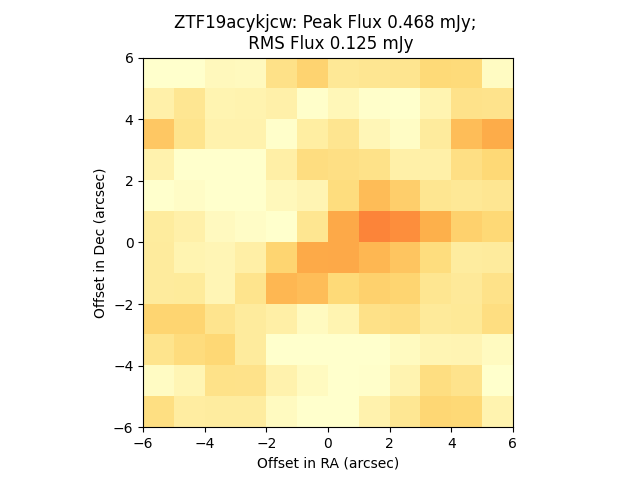 ZTF19acykjcw: Peak Flux 0.468 mJy;
RMS Flux 0.125 mJy
6
4
2
0
−2
−4
−6
Offset in Dec (arcsec)
−6 −4 −2 0 2 4 6
Offset in RA (arcsec)